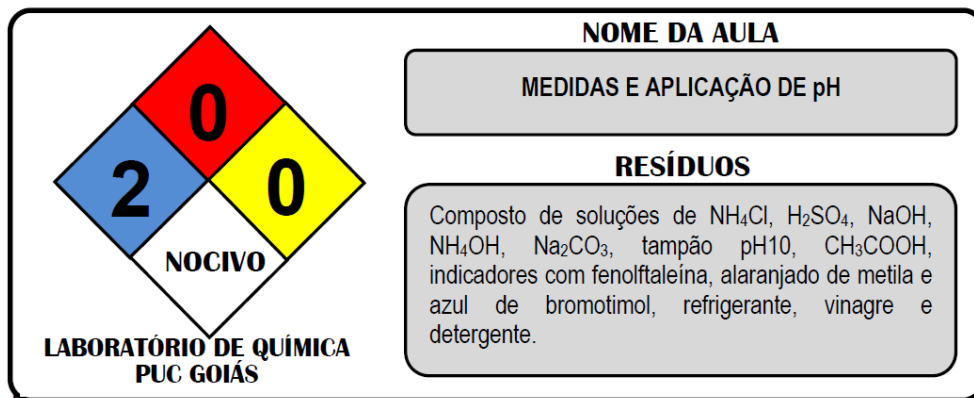 0
2
0
NOCIVO
LABORATÓRIO DE QUÍMICA
PUC GOIÁS
NOME DA AULA
MEDIDAS E APLICAÇÃO DE pH
RESÍDUOS
Composto de soluções de NH₄Cl, H₂SO₄, NaOH,
NH₄OH, Na₂CO₃, tampão pH10, CH₃COOH,
indicadores com fenolftaleína, alaranjado de metila e
azul de bromotimol, refrigerante, vinagre e
detergente.